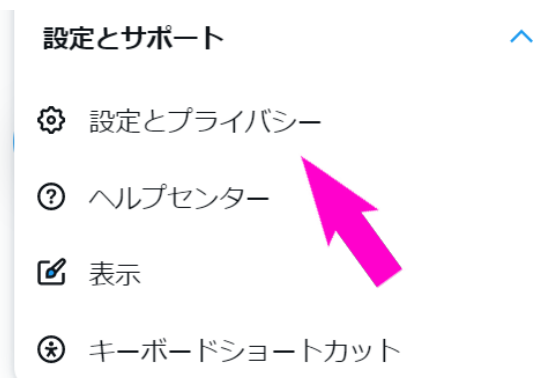 設定とサポート
設定とプライバシー
ヘルプセンター
表示
キーボードショートカット